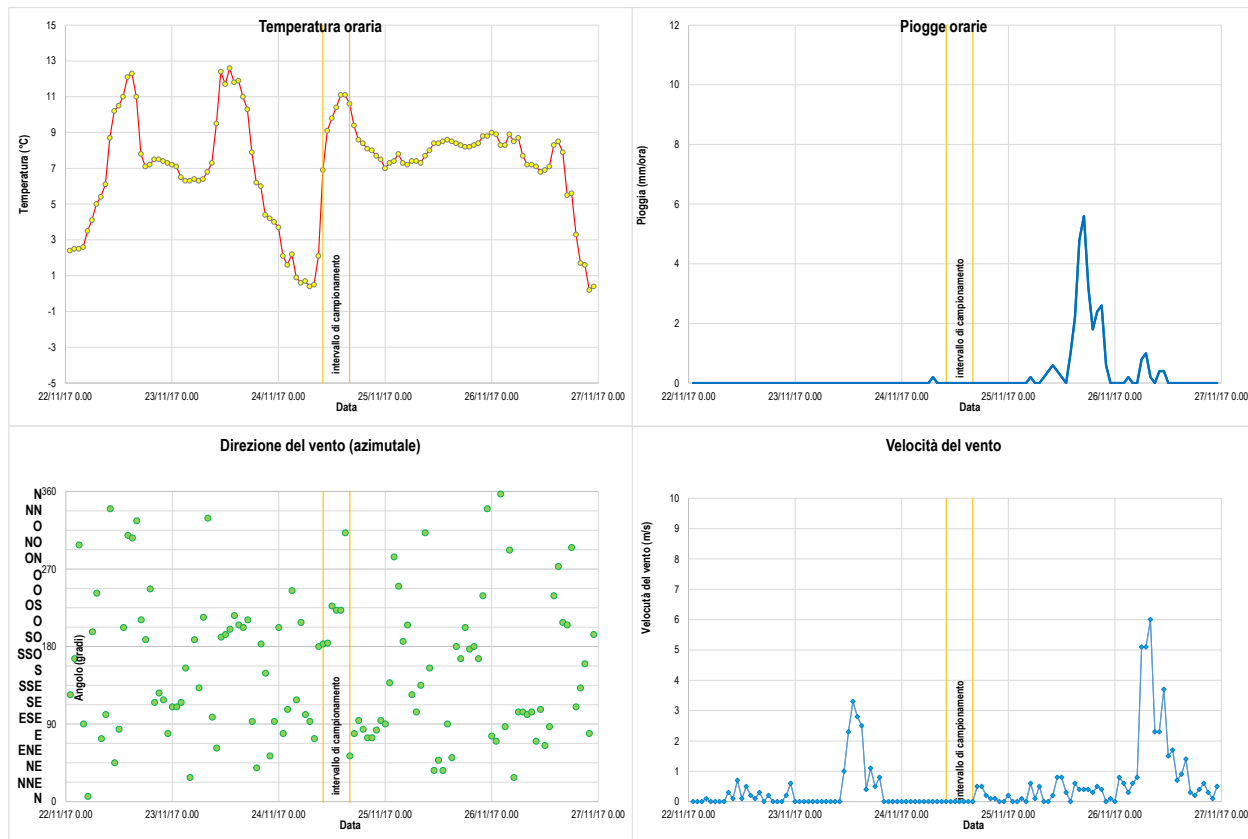 Temperatura oraria
15
13
11
9
7
5
3
1
-1
-3
-5
Temperatura (°C)
intervallo di campionamento
22/11/17 0.00
23/11/17 0.00
24/11/17 0.00
25/11/17 0.00
26/11/17 0.00
27/11/17 0.00
Data
Piogge orarie
12
10
8
6
4
2
0
Pioggia (mm/ora)
intervallo di campionamento
22/11/17 0.00
23/11/17 0.00
24/11/17 0.00
25/11/17 0.00
26/11/17 0.00
27/11/17 0.00
Data
Direzione del vento (azimutale)
N
NN
O
NO
ON
O
O
OS
O
SO
SSO
S
SSE
SE
ESE
E
ENE
NE
NNE
N
360
270
180
90
0
Angolo (gradi)
intervallo di campionamento
22/11/17 0.00
23/11/17 0.00
24/11/17 0.00
25/11/17 0.00
26/11/17 0.00
27/11/17 0.00
Data
Velocità del vento
10
9
8
7
6
5
4
3
2
1
0
Velocutà del vento (m/s)
intervallo di campionamento
22/11/17 0.00
23/11/17 0.00
24/11/17 0.00
25/11/17 0.00
26/11/17 0.00
27/11/17 0.00
Data